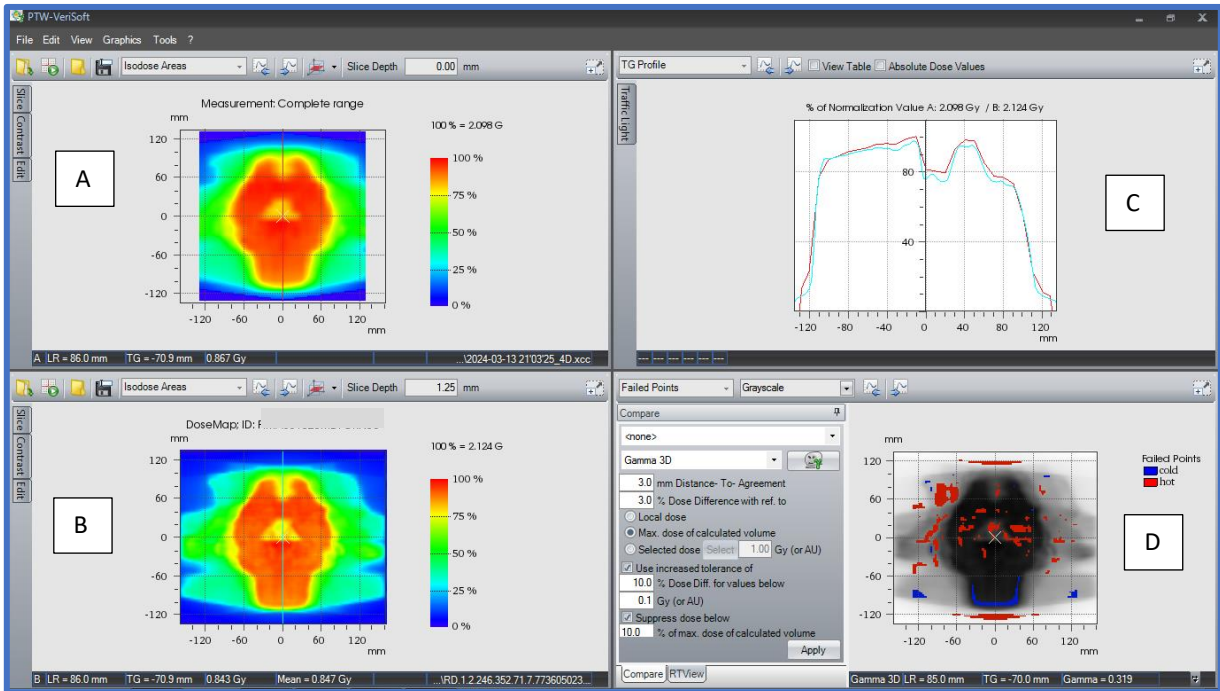 PTW-VeriSoft
File Edit View Graphics Tools ?
Isodose Areas Slice Depth 0.00 mm
Slice
Contrast
Edit
Measurement: Complete range
mm
100 % = 2.098 G
120
60
0
-60
-120
-120 -60 0 60 120
mm
100 %
75 %
50 %
25 %
0 %
A
A LR = 86.0 mm TG = -70.9 mm 0.867 Gy ...\2024-03-13 21'03'25_4D.xcc
TG Profile View Table Absolute Dose Values
Traffic Light
% of Normalization Value A: 2.098 Gy / B: 2.124 Gy
80
40
-120 -80 -40 0 40 80 120
mm
C
--- --- --- --- --- ---
Isodose Areas Slice Depth 1.25 mm
Slice
Contrast
Edit
DoseMap; ID:
mm
100 % = 2.124 G
120
60
0
-60
-120
-120 -60 0 60 120
mm
100 %
75 %
50 %
25 %
0 %
B
B LR = 86.0 mm TG = -70.9 mm 0.843 Gy Mean = 0.847 Gy ...\RD.1.2.246.352.71.7.773605023...
Failed Points Grayscale
Compare
<none>
Gamma 3D
3.0 mm Distance- To- Agreement
3.0 % Dose Difference with ref. to
Local dose
Max. dose of calculated volume
Selected dose Select 1.00 Gy (or AU)
Use increased tolerance of
10.0 % Dose Diff. for values below
0.1 Gy (or AU)
Suppress dose below
10.0 % of max. dose of calculated volume
Apply
Compare RTView
mm
120
60
0
-60
-120
-120 -60 0 60 120
mm
Failed Points
cold
hot
D
Gamma 3D LR = 85.0 mm TG = -70.0 mm Gamma = 0.319